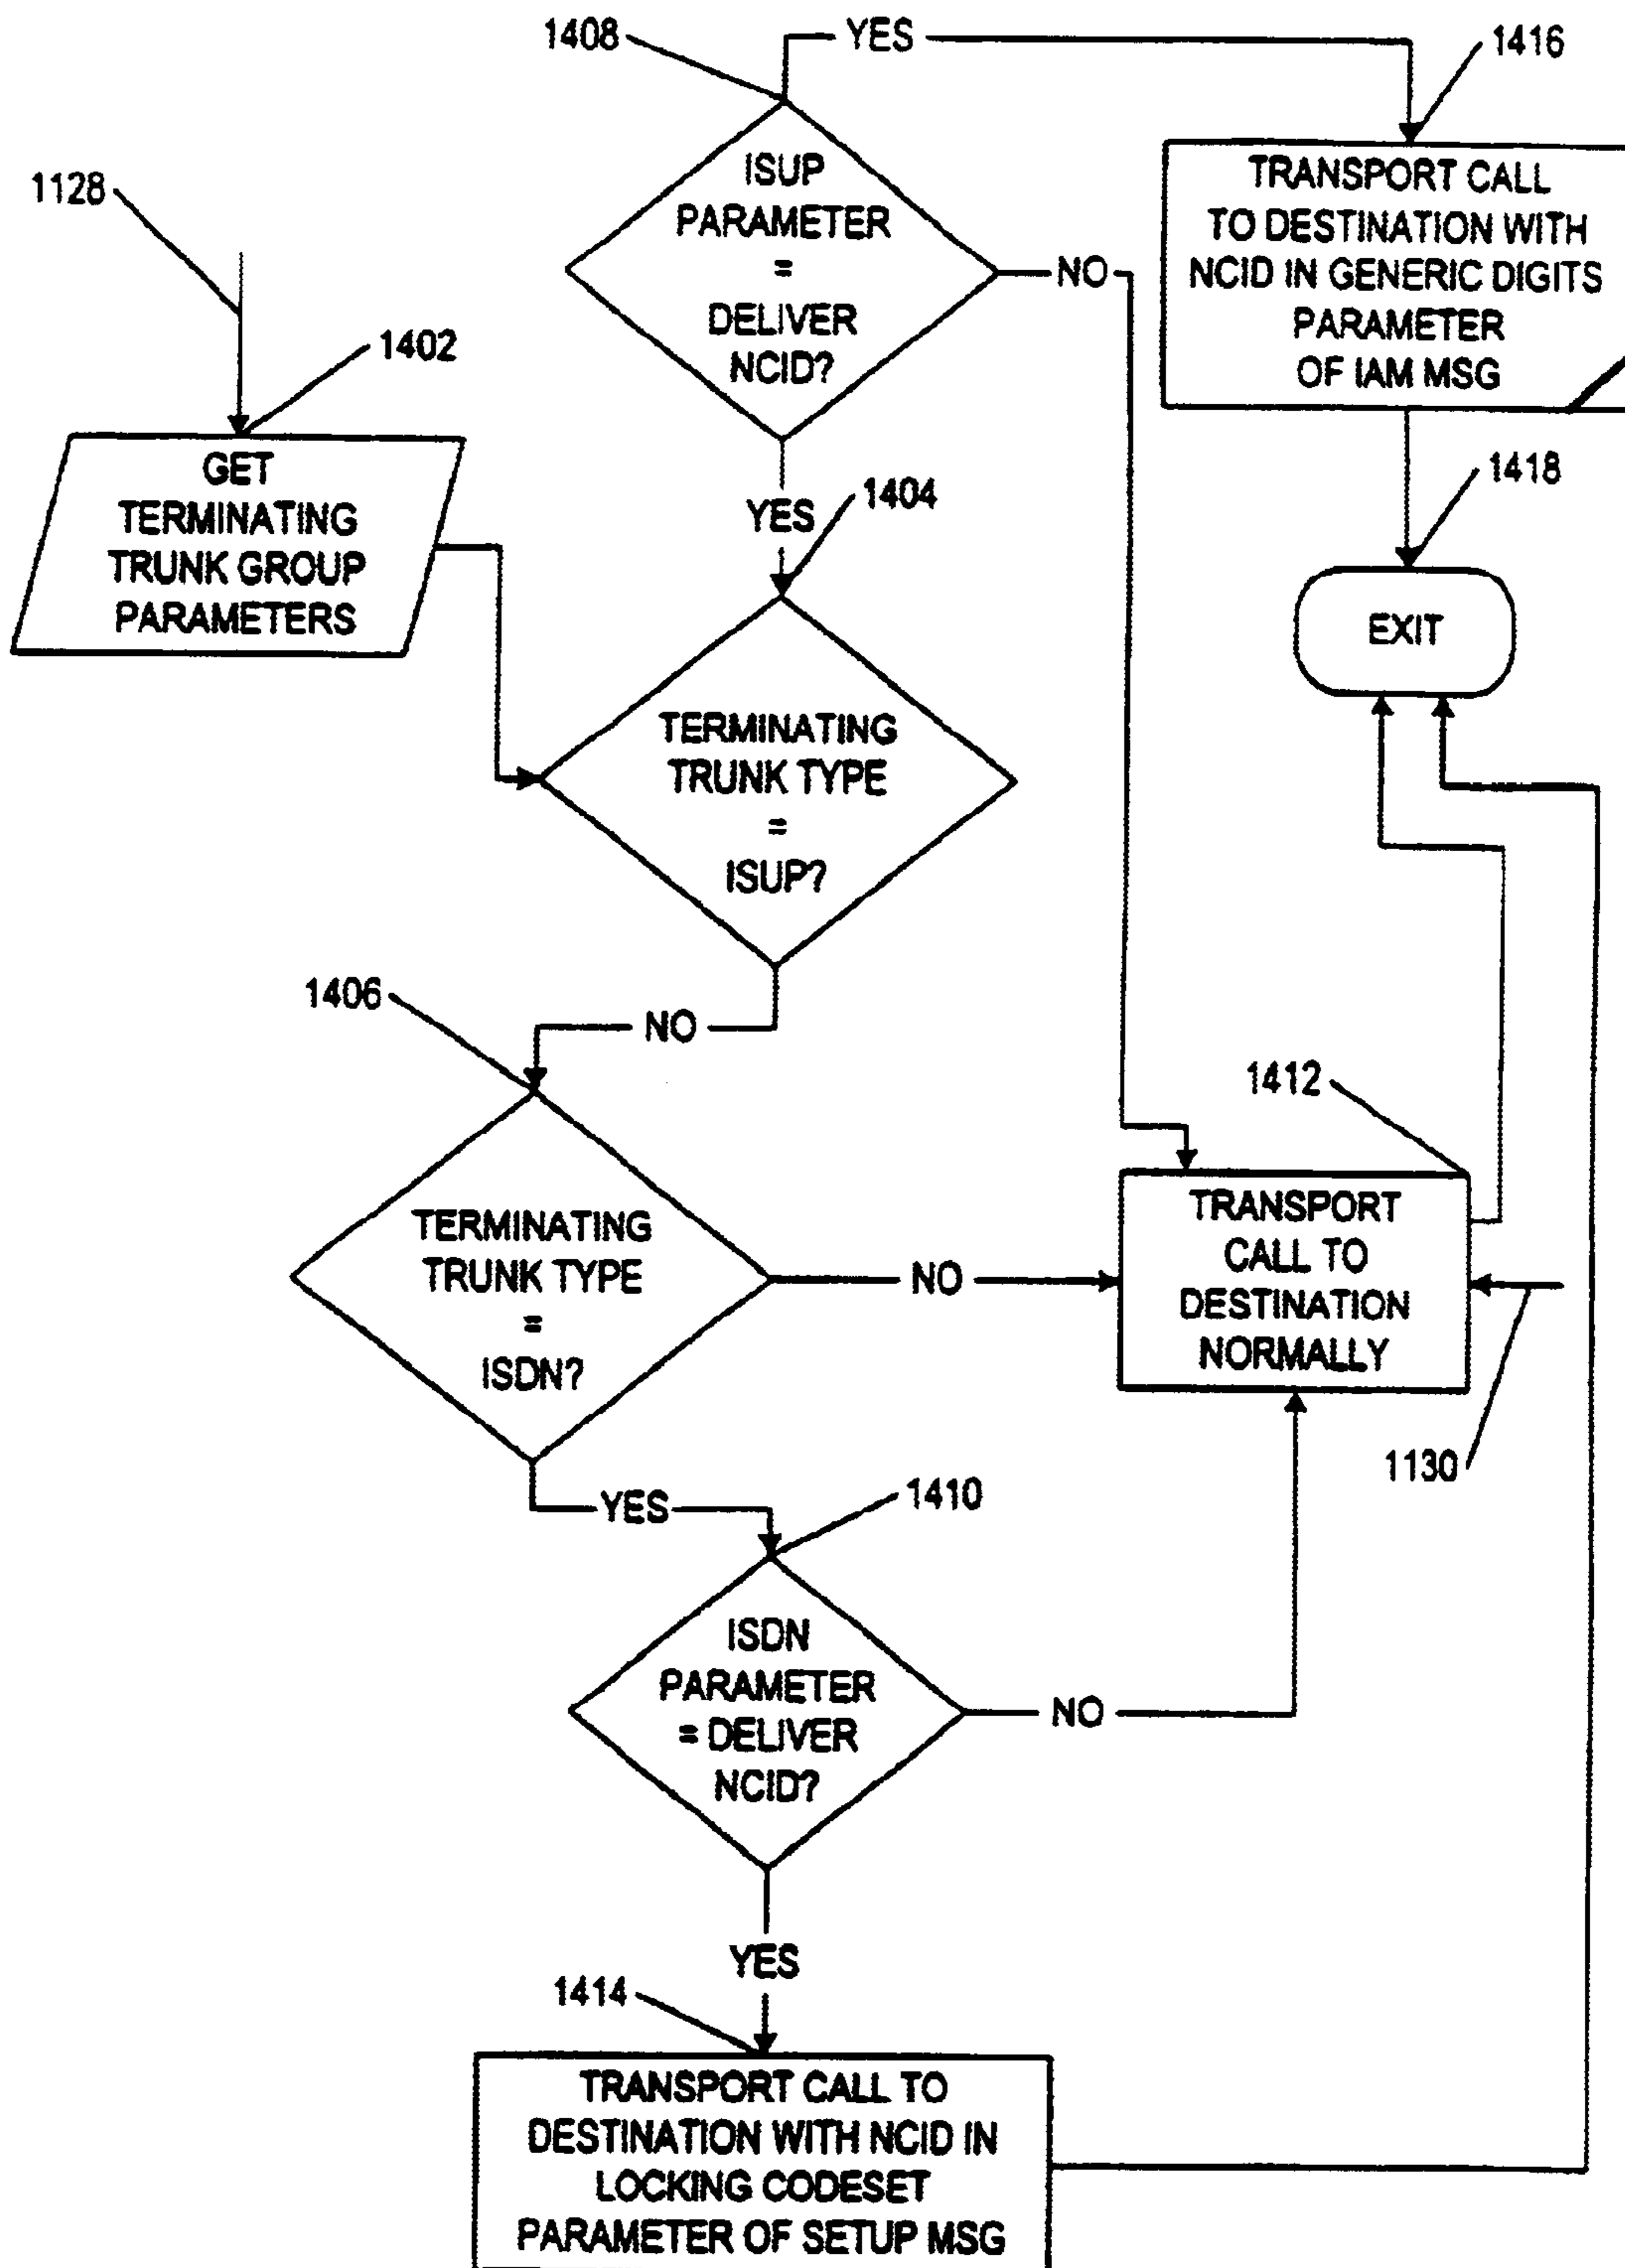 1408
YES
1416
ISUP
PARAMETER
=
DELIVER
NCID?
NO
TRANSPORT CALL
TO DESTINATION WITH
NCID IN GENERIC DIGITS
PARAMETER
OF IAM MSG
1128
1402
GET
TERMINATING
TRUNK GROUP
PARAMETERS
YES
1404
1418
EXIT
TERMINATING
TRUNK TYPE
=
ISUP?
1406
NO
1412
TERMINATING
TRUNK TYPE
=
ISDN?
NO
TRANSPORT
CALL TO
DESTINATION
NORMALLY
1130
YES
1410
ISDN
PARAMETER
= DELIVER
NCID?
NO
YES
1414
TRANSPORT CALL TO
DESTINATION WITH NCID IN
LOCKING CODESET
PARAMETER OF SETUP MSG